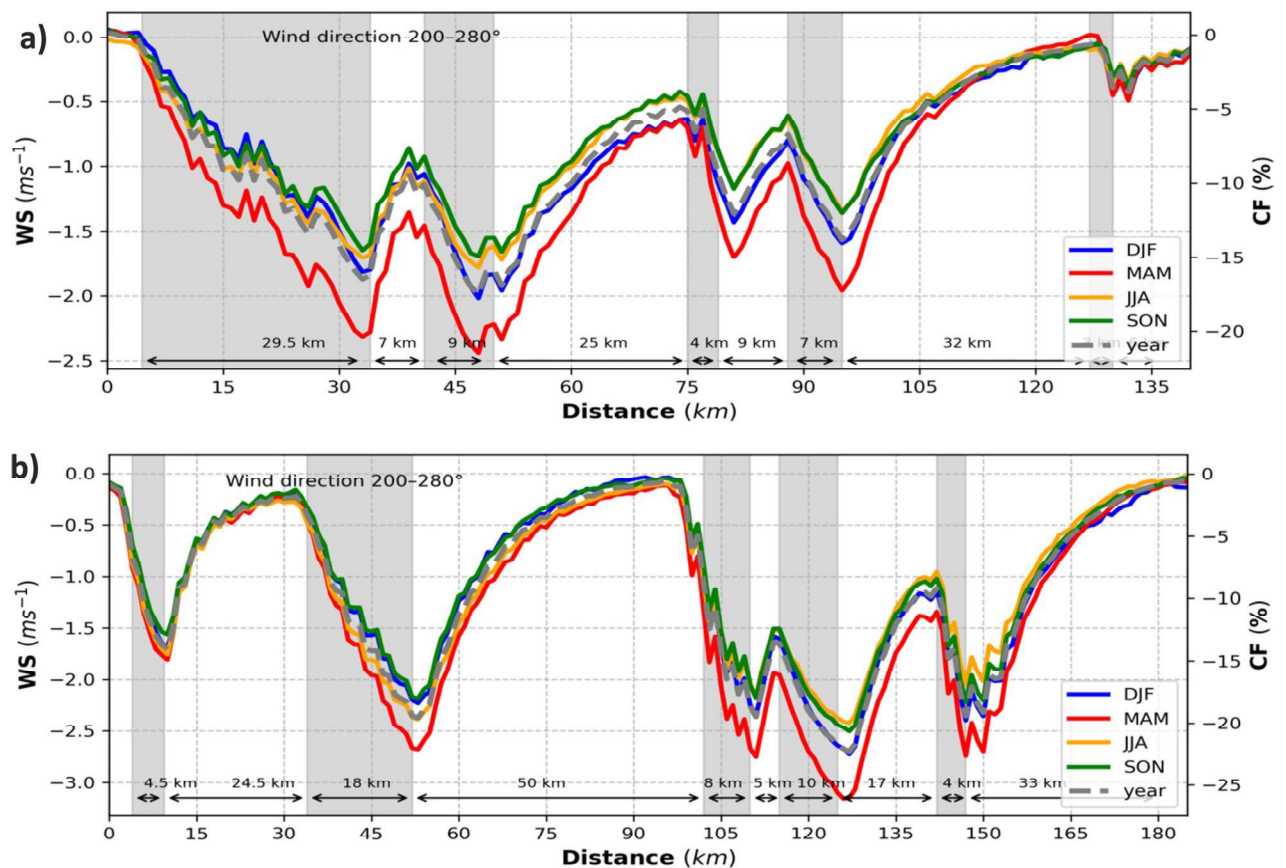 a)
Wind direction 200–280°
0.0
−0.5
−1.0
−1.5
−2.0
−2.5
WS (ms⁻¹)
0
−5
−10
−15
−20
CF (%)
DJF
MAM
JJA
SON
year
29.5 km 7 km 9 km 25 km 4 km 9 km 7 km 32 km
0 15 30 45 60 75 90 105 120 135
Distance (km)
b)
Wind direction 200–280°
0.0
−0.5
−1.0
−1.5
−2.0
−2.5
−3.0
WS (ms⁻¹)
0
−5
−10
−15
−20
−25
CF (%)
DJF
MAM
JJA
SON
year
4.5 km 24.5 km 18 km 50 km 8 km 5 km 10 km 17 km 4 km 33 km
0 15 30 45 60 75 90 105 120 135 150 165 180
Distance (km)